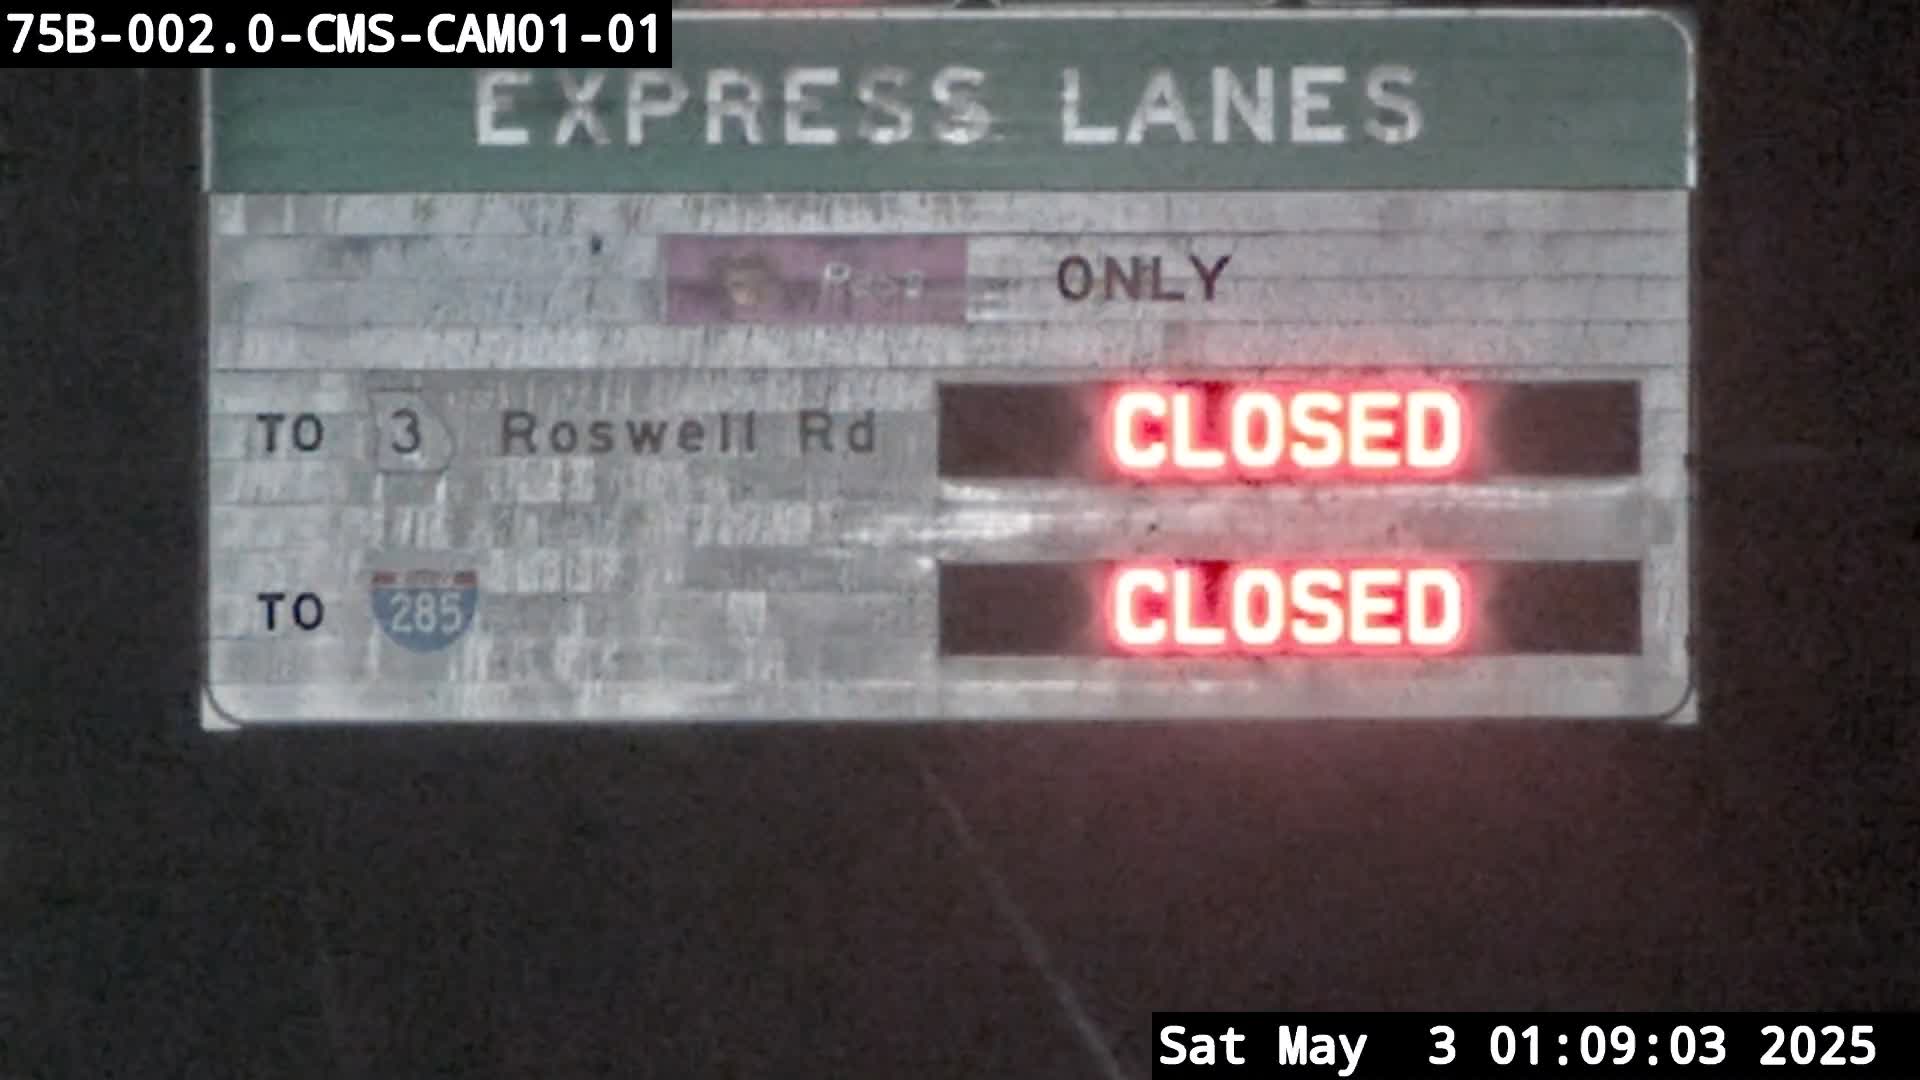 75B-002.0-CMS-CAM01-01
EXPRESS LANES
ONLY
TO 3 Roswell Rd CLOSED
TO 285 CLOSED
Sat May 3 01:09:03 2025